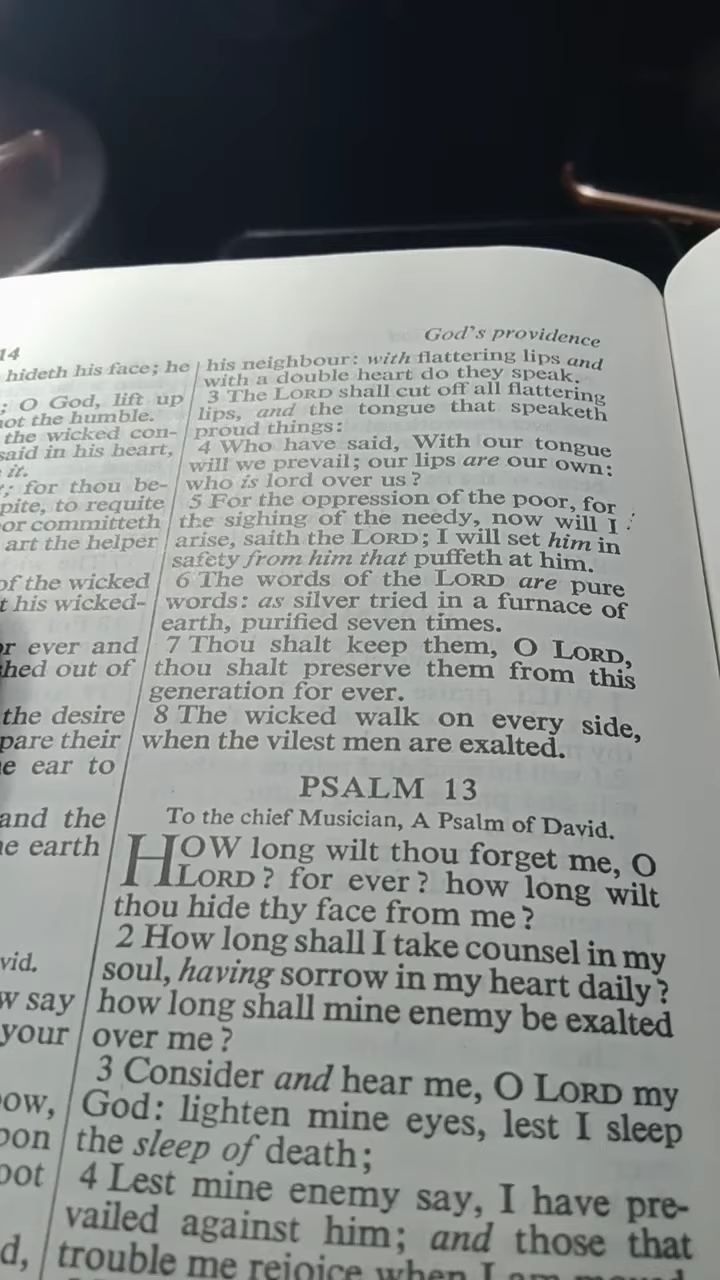 14
God's providence
hideth his face; he
; O God, lift up
not the humble.
the wicked con-
said in his heart,
it.
; for thou be-
pite, to requite
or committeth
art the helper
of the wicked
t his wicked-
r ever and
hed out of
the desire
pare their
e ear to
and the
e earth
vid.
w say
your
ow,
pon
oot
d,
his neighbour: with flattering lips and
with a double heart do they speak.
3 The LORD shall cut off all flattering
lips, and the tongue that speaketh
proud things:
4 Who have said, With our tongue
will we prevail; our lips are our own:
who is lord over us?
5 For the oppression of the poor, for
the sighing of the needy, now will I
arise, saith the LORD; I will set him in
safety from him that puffeth at him.
6 The words of the LORD are pure
words: as silver tried in a furnace of
earth, purified seven times.
7 Thou shalt keep them, O LORD,
thou shalt preserve them from this
generation for ever.
8 The wicked walk on every side,
when the vilest men are exalted.
PSALM 13
To the chief Musician, A Psalm of David.
HOW long wilt thou forget me, O
LORD? for ever? how long wilt
thou hide thy face from me?
2 How long shall I take counsel in my
soul, having sorrow in my heart daily?
how long shall mine enemy be exalted
over me?
3 Consider and hear me, O LORD my
God: lighten mine eyes, lest I sleep
the sleep of death;
4 Lest mine enemy say, I have pre-
vailed against him; and those that
trouble me rejoice when I am